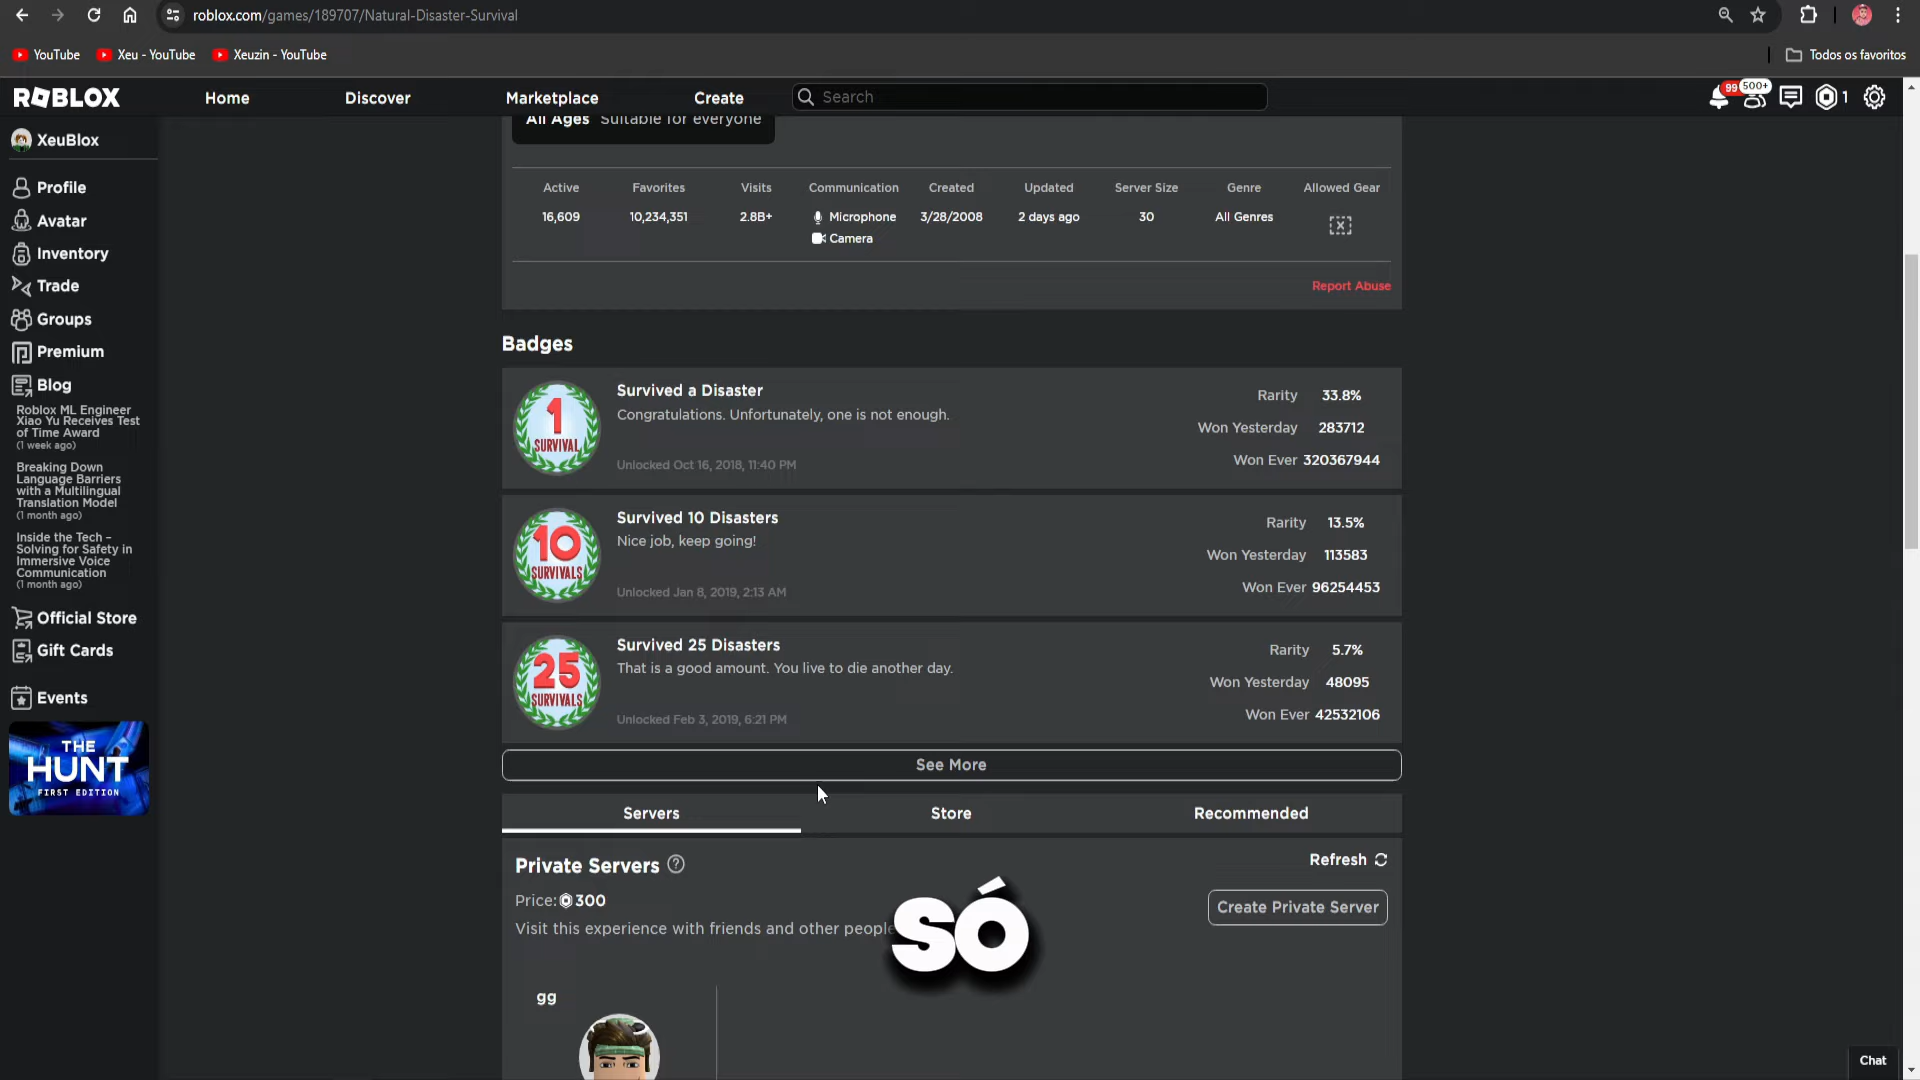 roblox.com/games/189707/Natural-Disaster-Survival
YouTube
Xeu - YouTube
Xeuzin - YouTube
Todos os favoritos
ROBLOX
Home
Discover
Marketplace
Create
Search
99
500+
1
XeuBlox
Profile
Avatar
Inventory
Trade
Groups
Premium
Blog
Roblox ML Engineer
Xiao Yu Receives Test
of Time Award
(1 week ago)
Breaking Down
Language Barriers
with a Multilingual
Translation Model
(1 month ago)
Inside the Tech -
Solving for Safety in
Immersive Voice
Communication
(1 month ago)
Official Store
Gift Cards
Events
THE
HUNT
FIRST EDITION
All Ages Suitable for everyone
Active
Favorites
Visits
Communication
Created
Updated
Server Size
Genre
Allowed Gear
16,609
10,234,351
2.8B+
Microphone
Camera
3/28/2008
2 days ago
30
All Genres
Report Abuse
Badges
1
SURVIVAL
Survived a Disaster
Congratulations. Unfortunately, one is not enough.
Unlocked Oct 16, 2018, 11:40 PM
Rarity 33.8%
Won Yesterday 283712
Won Ever 320367944
10
SURVIVALS
Survived 10 Disasters
Nice job, keep going!
Unlocked Jan 8, 2019, 2:13 AM
Rarity 13.5%
Won Yesterday 113583
Won Ever 96254453
25
SURVIVALS
Survived 25 Disasters
That is a good amount. You live to die another day.
Unlocked Feb 3, 2019, 6:21 PM
Rarity 5.7%
Won Yesterday 48095
Won Ever 42532106
See More
Servers
Store
Recommended
Private Servers
Refresh
Price: 300
Create Private Server
Visit this experience with friends and other people
SÓ
gg
Chat